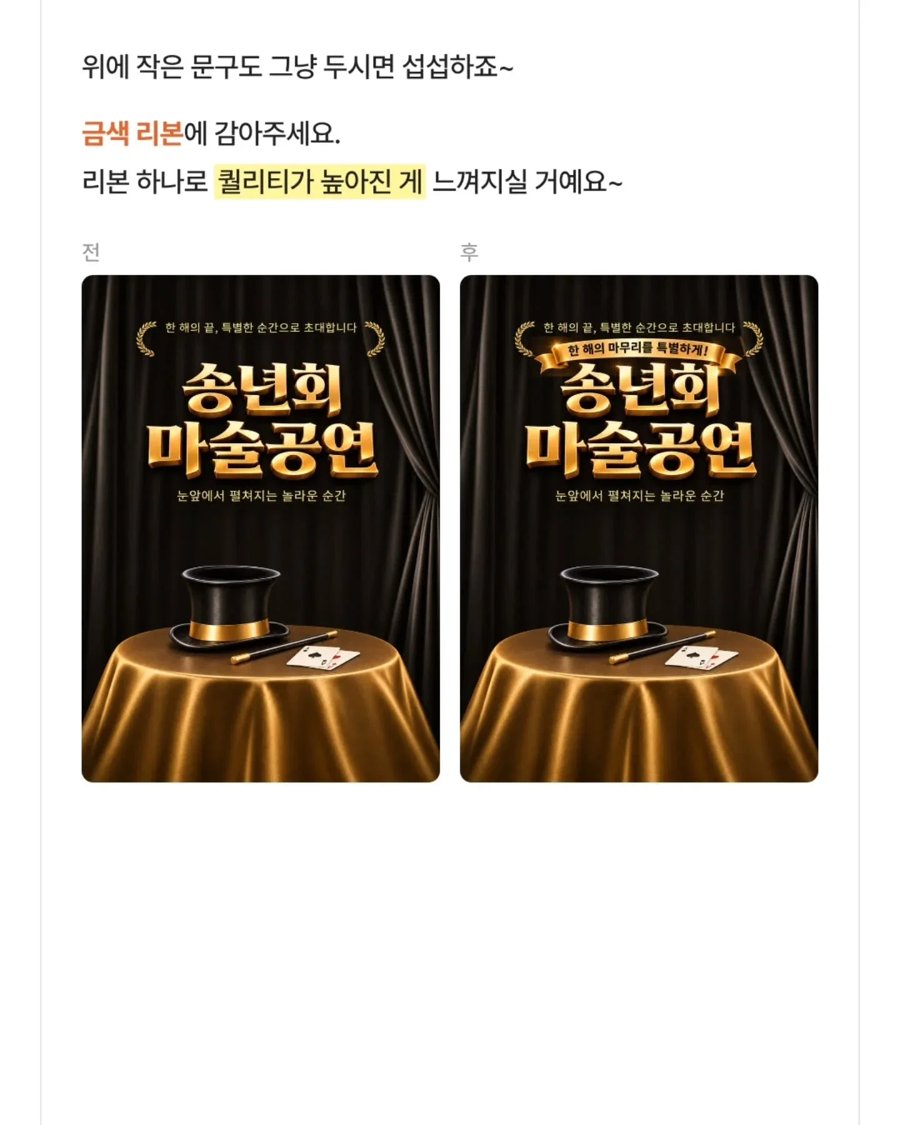 위에 작은 문구도 그냥 두시면 섭섭하죠~
금색 리본에 감아주세요.
리본 하나로 퀄리티가 높아진 게 느껴지실 거예요~
전
한 해의 끝, 특별한 순간으로 초대합니다
송년회
마술공연
눈앞에서 펼쳐지는 놀라운 순간
후
한 해의 끝, 특별한 순간으로 초대합니다
한 해의 마무리를 특별하게!
송년회
마술공연
눈앞에서 펼쳐지는 놀라운 순간